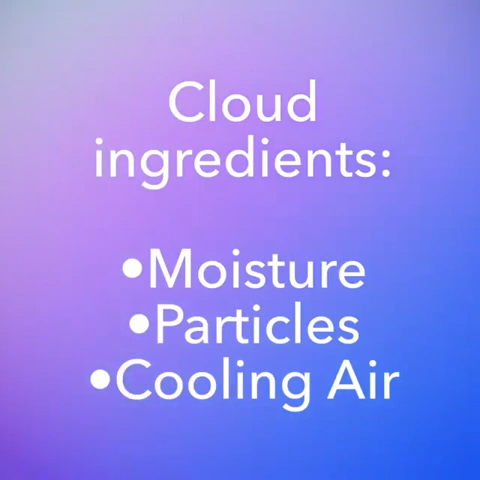 Cloud
ingredients:
•Moisture
•Particles
•Cooling Air